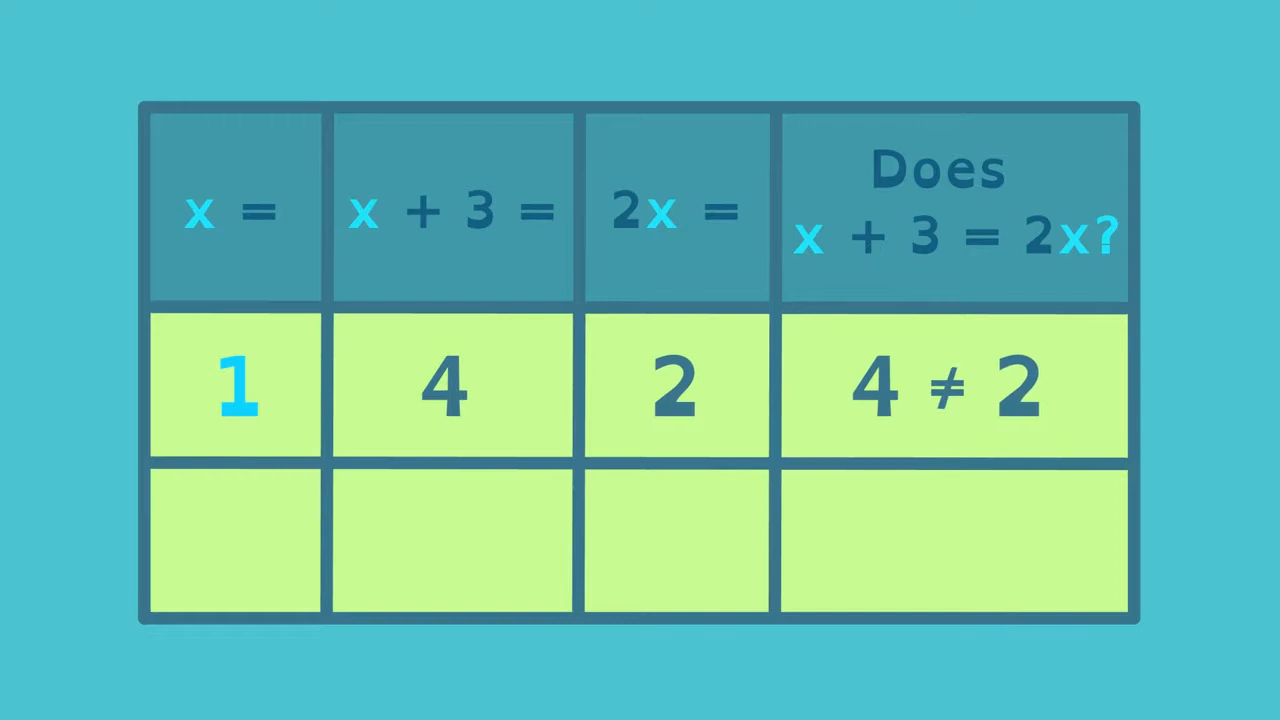 x =
x + 3 =
2x =
Does
x + 3 = 2x?
1
4
2
4 ≠ 2